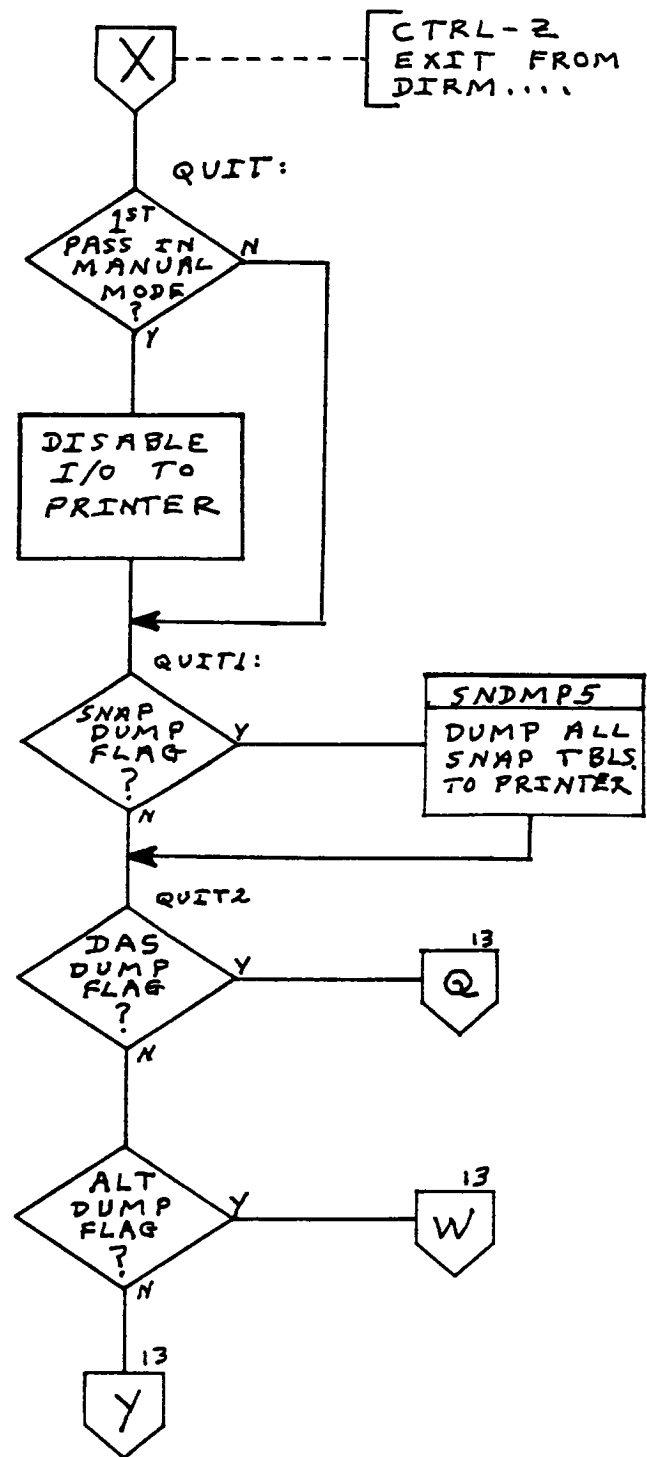 X
CTRL-Z
EXIT FROM
DIRM....
QUIT:
1ST
PASS IN
MANUAL
MODE
?
N
Y
DISABLE
I/O TO
PRINTER
QUIT1:
SNAP
DUMP
FLAG
?
Y
N
SNDMP5
DUMP ALL
SNAP TBLS.
TO PRINTER
QUIT2
DAS
DUMP
FLAG
?
Y
N
13
Q
ALT
DUMP
FLAG
?
Y
N
13
W
13
Y